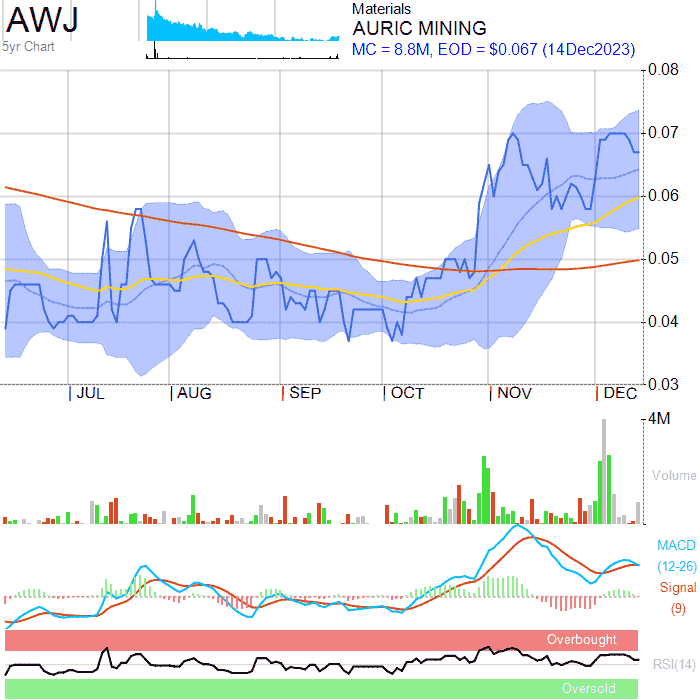 AWJ
5yr Chart
Materials
AURIC MINING
MC = 8.8M, EOD = $0.067 (14Dec2023)
0.08
0.07
0.06
0.05
0.04
0.03
JUL
AUG
SEP
OCT
NOV
DEC
4M
Volume
MACD
(12-26)
Signal
(9)
Overbought
RSI(14)
Oversold